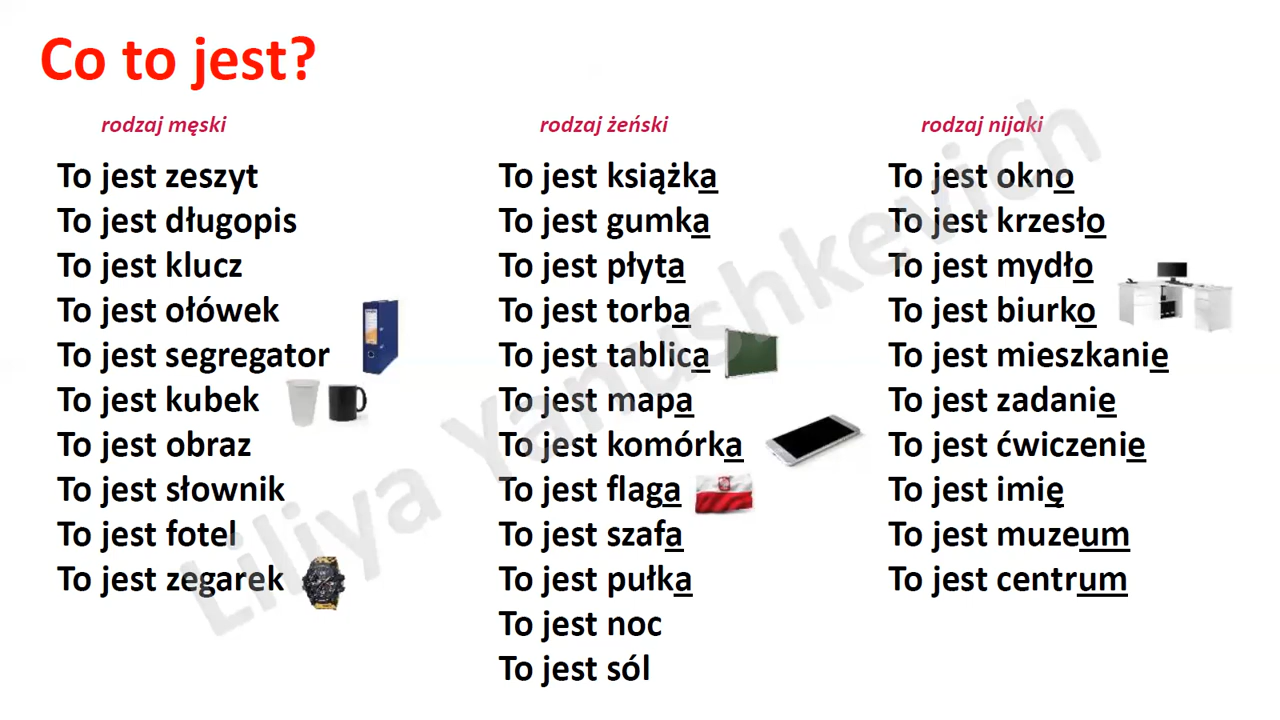 Co to jest?
rodzaj męski
To jest zeszyt
To jest długopis
To jest klucz
To jest ołówek
To jest segregator
To jest kubek
To jest obraz
To jest słownik
To jest fotel
To jest zegarek
rodzaj żeński
To jest książka
To jest gumka
To jest płyta
To jest torba
To jest tablica
To jest mapa
To jest komórka
To jest flaga
To jest szafa
To jest pułka
To jest noc
To jest sól
rodzaj nijaki
To jest okno
To jest krzesło
To jest mydło
To jest biurko
To jest mieszkanie
To jest zadanie
To jest ćwiczenie
To jest imię
To jest muzeum
To jest centrum
Liliya Yanushkevich